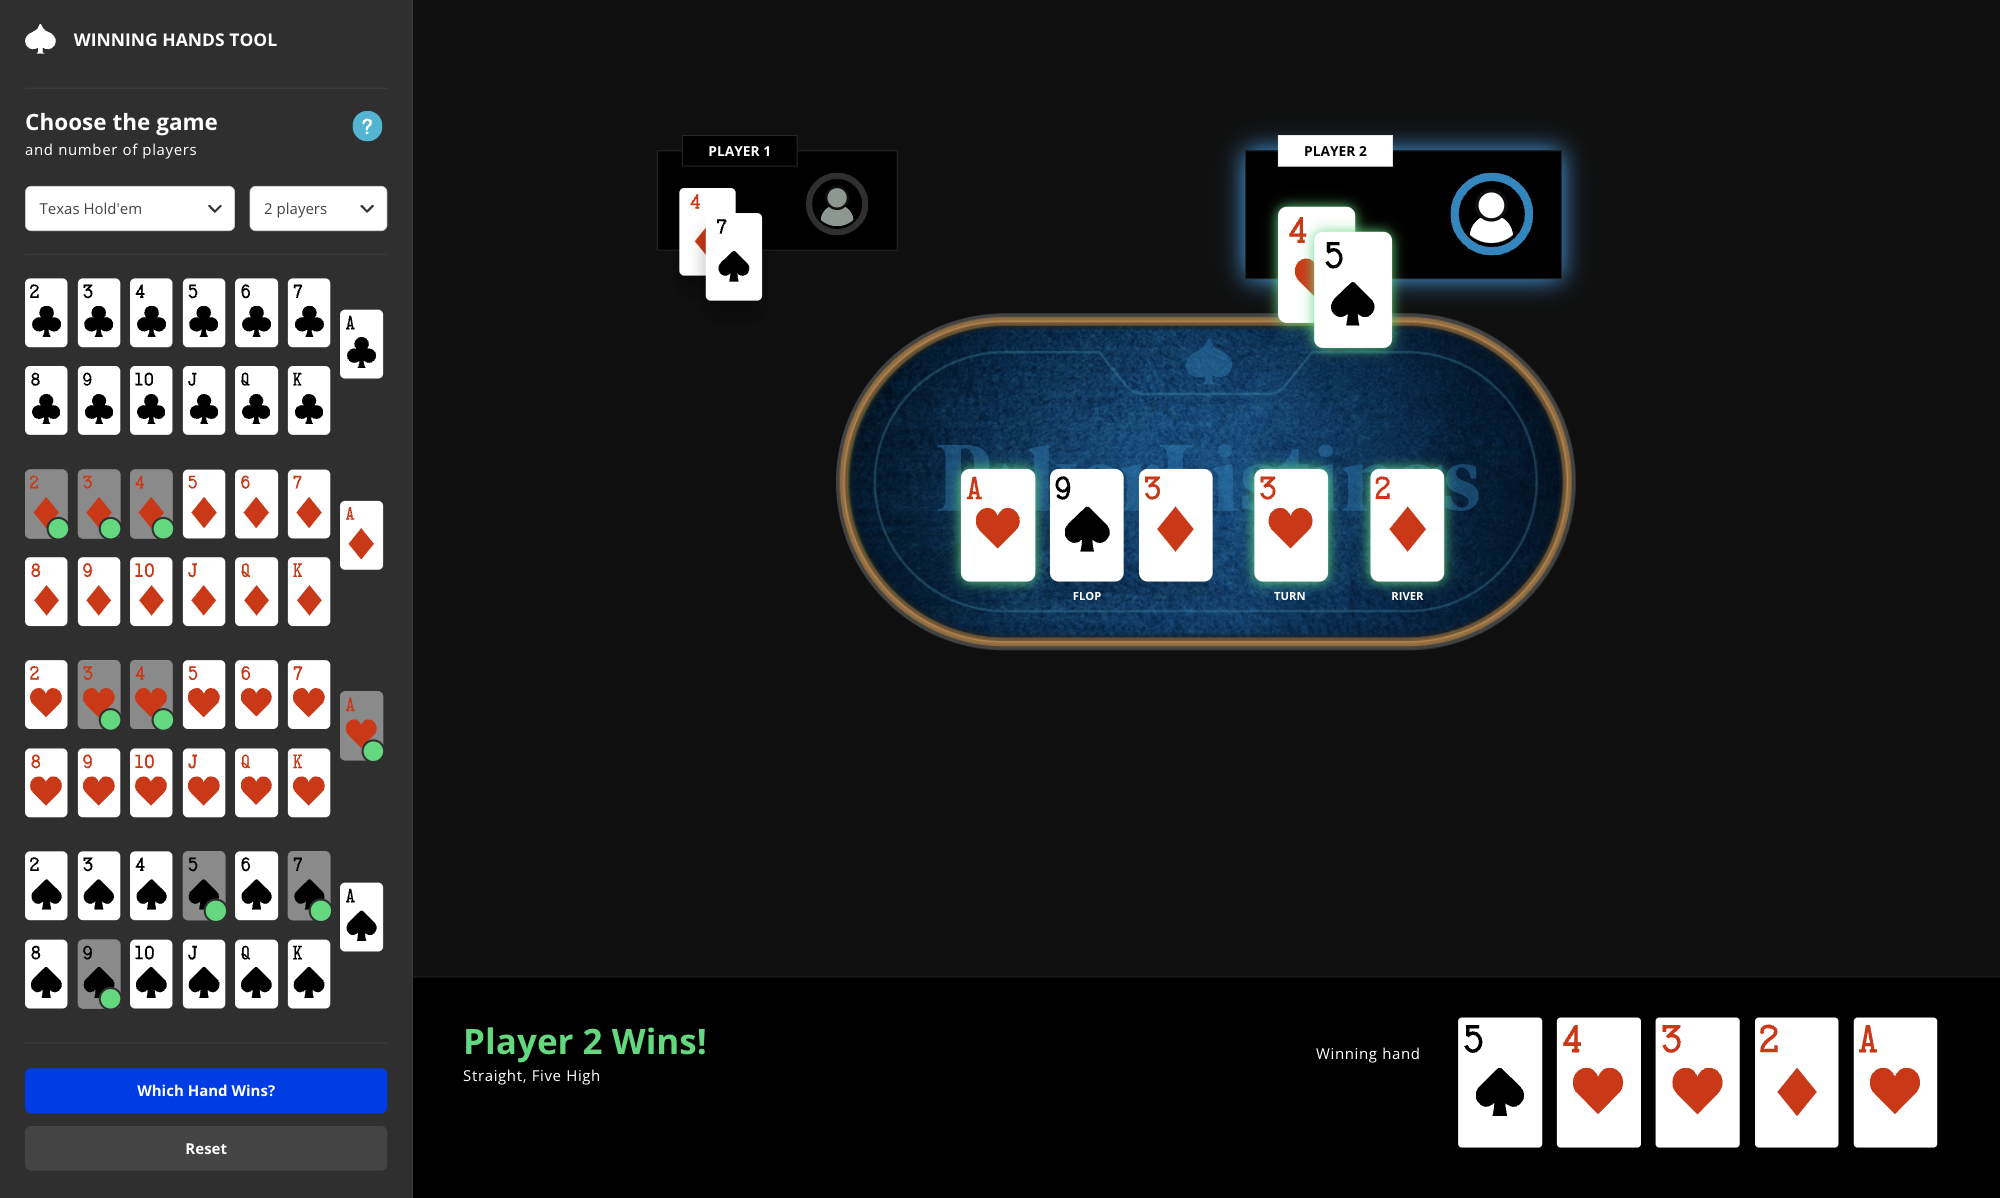 WINNING HANDS TOOL
Choose the game
?
and number of players
Texas Hold'em
2 players
2 3 4 5 6 7
A
8 9 10 J Q K
2 3 4 5 6 7
A
8 9 10 J Q K
2 3 4 5 6 7
A
8 9 10 J Q K
2 3 4 5 6 7
A
8 9 10 J Q K
Which Hand Wins?
Reset
PLAYER 1
4
7
PLAYER 2
4
5
PokerListings
A 9 3 3 2
FLOP
TURN
RIVER
Player 2 Wins!
Straight, Five High
Winning hand
5 4 3 2 A